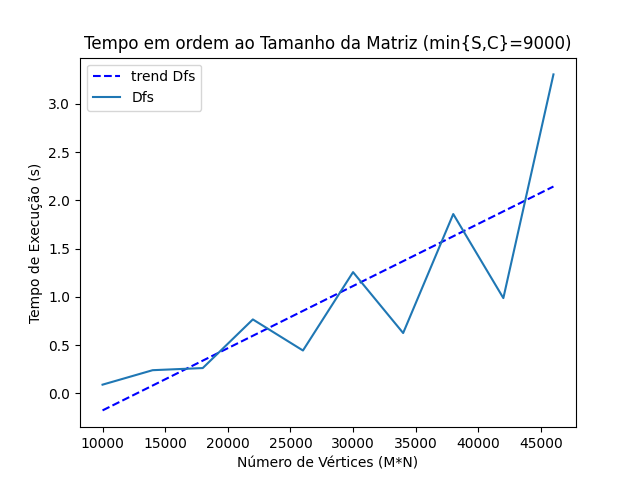 Tempo em ordem ao Tamanho da Matriz (min{S,C}=9000)
trend Dfs
Dfs
Tempo de Execução (s)
3.0
2.5
2.0
1.5
1.0
0.5
0.0
10000 15000 20000 25000 30000 35000 40000 45000
Número de Vértices (M*N)